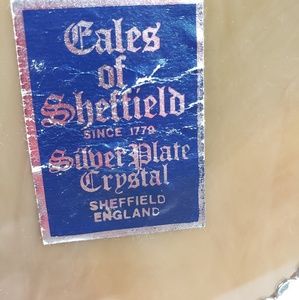 Eales
of
Sheffield
SINCE 1779
Silver Plate
Crystal
SHEFFIELD
ENGLAND